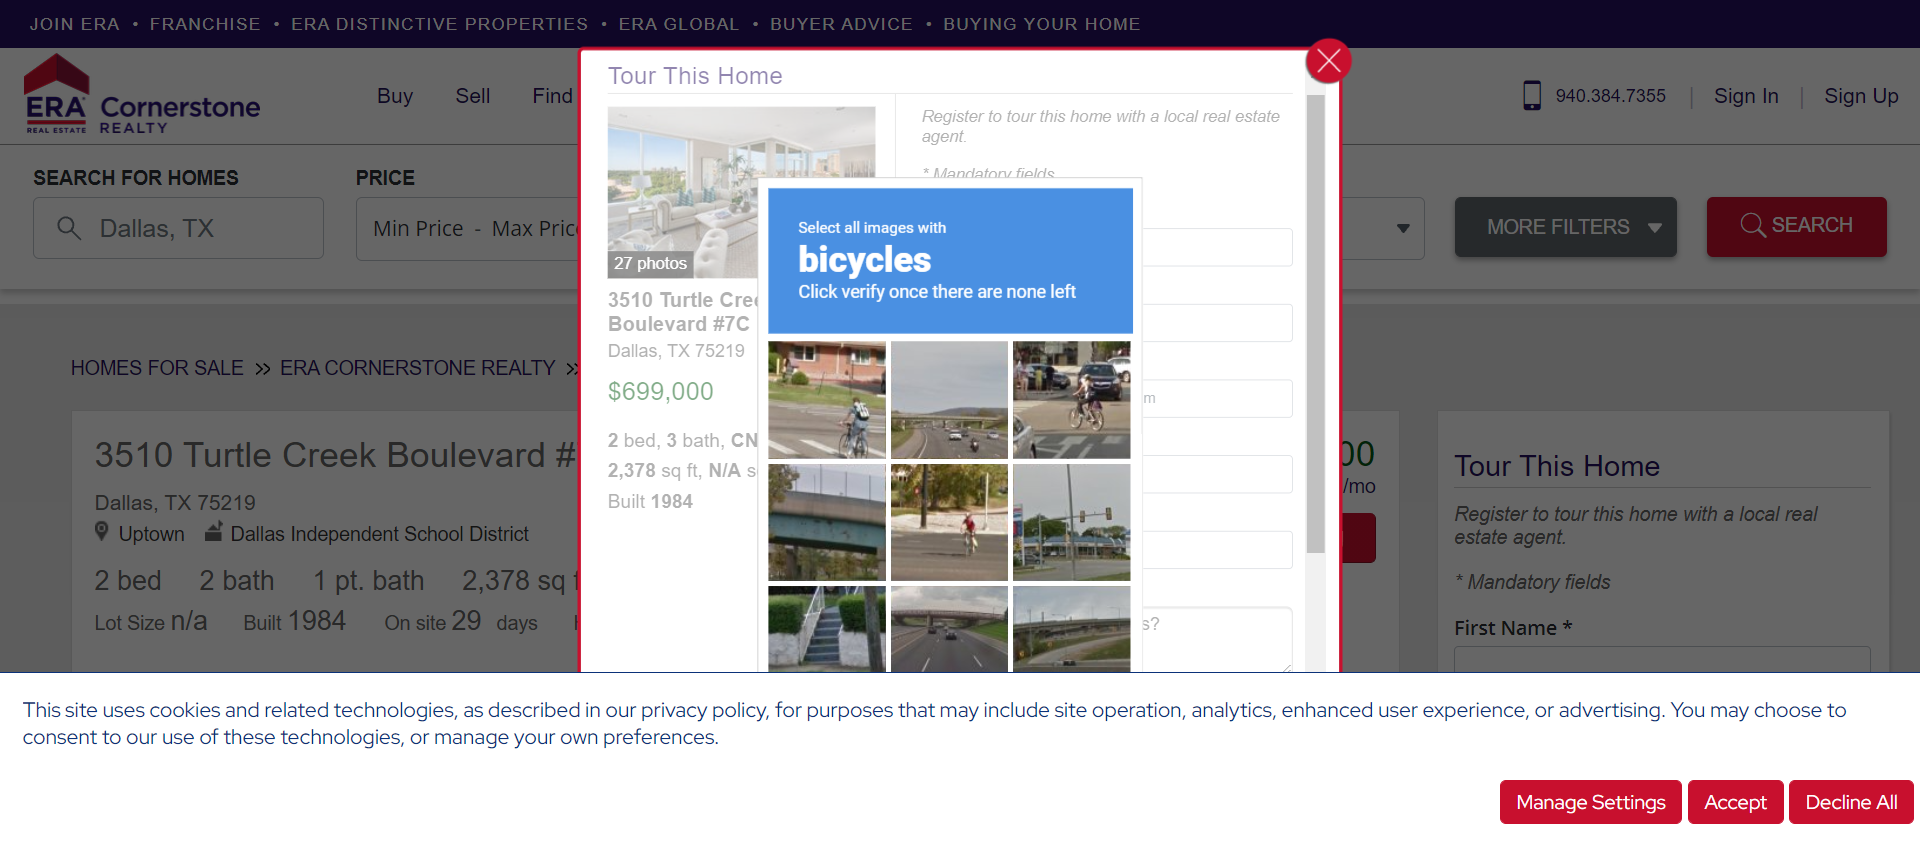 JOIN ERA • FRANCHISE • ERA DISTINCTIVE PROPERTIES • ERA GLOBAL • BUYER ADVICE • BUYING YOUR HOME
ERA
REAL ESTATE
Cornerstone
REALTY
Buy
Sell
Find
940.384.7355
Sign In
Sign Up
SEARCH FOR HOMES
Dallas, TX
PRICE
Min Price - Max
MORE FILTERS
SEARCH
HOMES FOR SALE » ERA CORNERSTONE REALTY »
3510 Turtle Creek Boulevard #
Dallas, TX 75219
Uptown
Dallas Independent School District
2 bed 2 bath 1 pt. bath 2,378 sq
Lot Size n/a Built 1984 On site 29 days
Tour This Home
27 photos
3510 Turtle
Boulevard #7C
Dallas, TX 75219
$699,000
2 bed, 3 bath, CN
2,378 sq ft, N/A
Built 1984
Register to tour this home with a local real estate
agent.
* Mandatory fields
Select all images with
bicycles
Click verify once there are none left
m
s?
00
/mo
Tour This Home
Register to tour this home with a local real
estate agent.
* Mandatory fields
First Name *
This site uses cookies and related technologies, as described in our privacy policy, for purposes that may include site operation, analytics, enhanced user experience, or advertising. You may choose to
consent to our use of these technologies, or manage your own preferences.
Manage Settings
Accept
Decline All